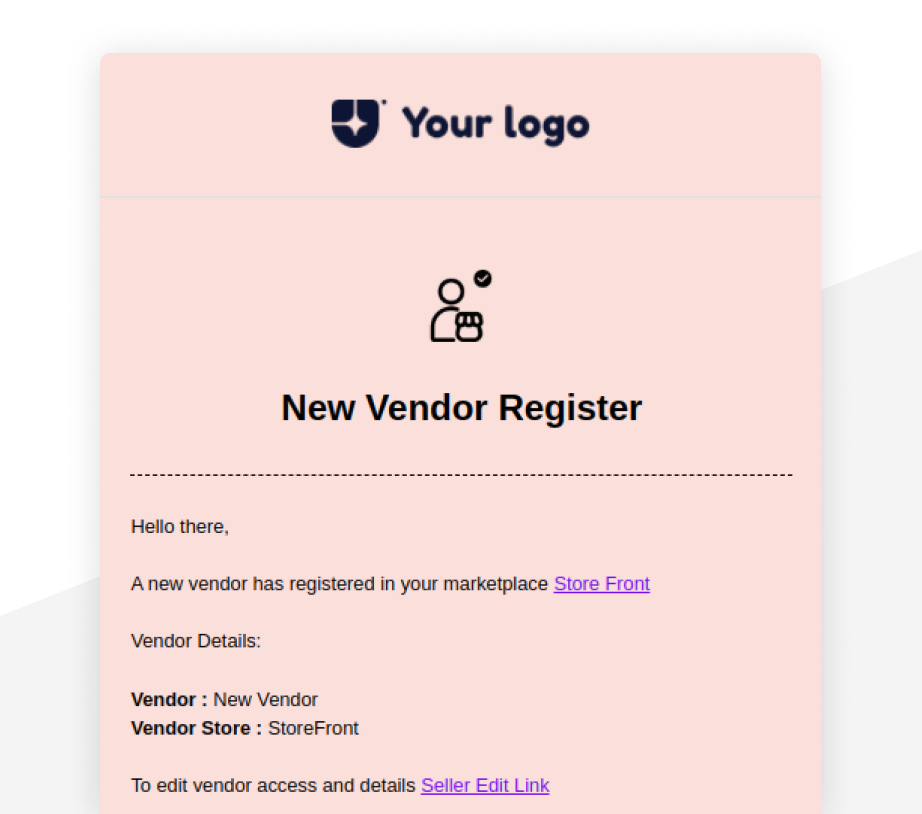 Your logo
New Vendor Register
Hello there,
A new vendor has registered in your marketplace Store Front
Vendor Details:
Vendor : New Vendor
Vendor Store : StoreFront
To edit vendor access and details Seller Edit Link